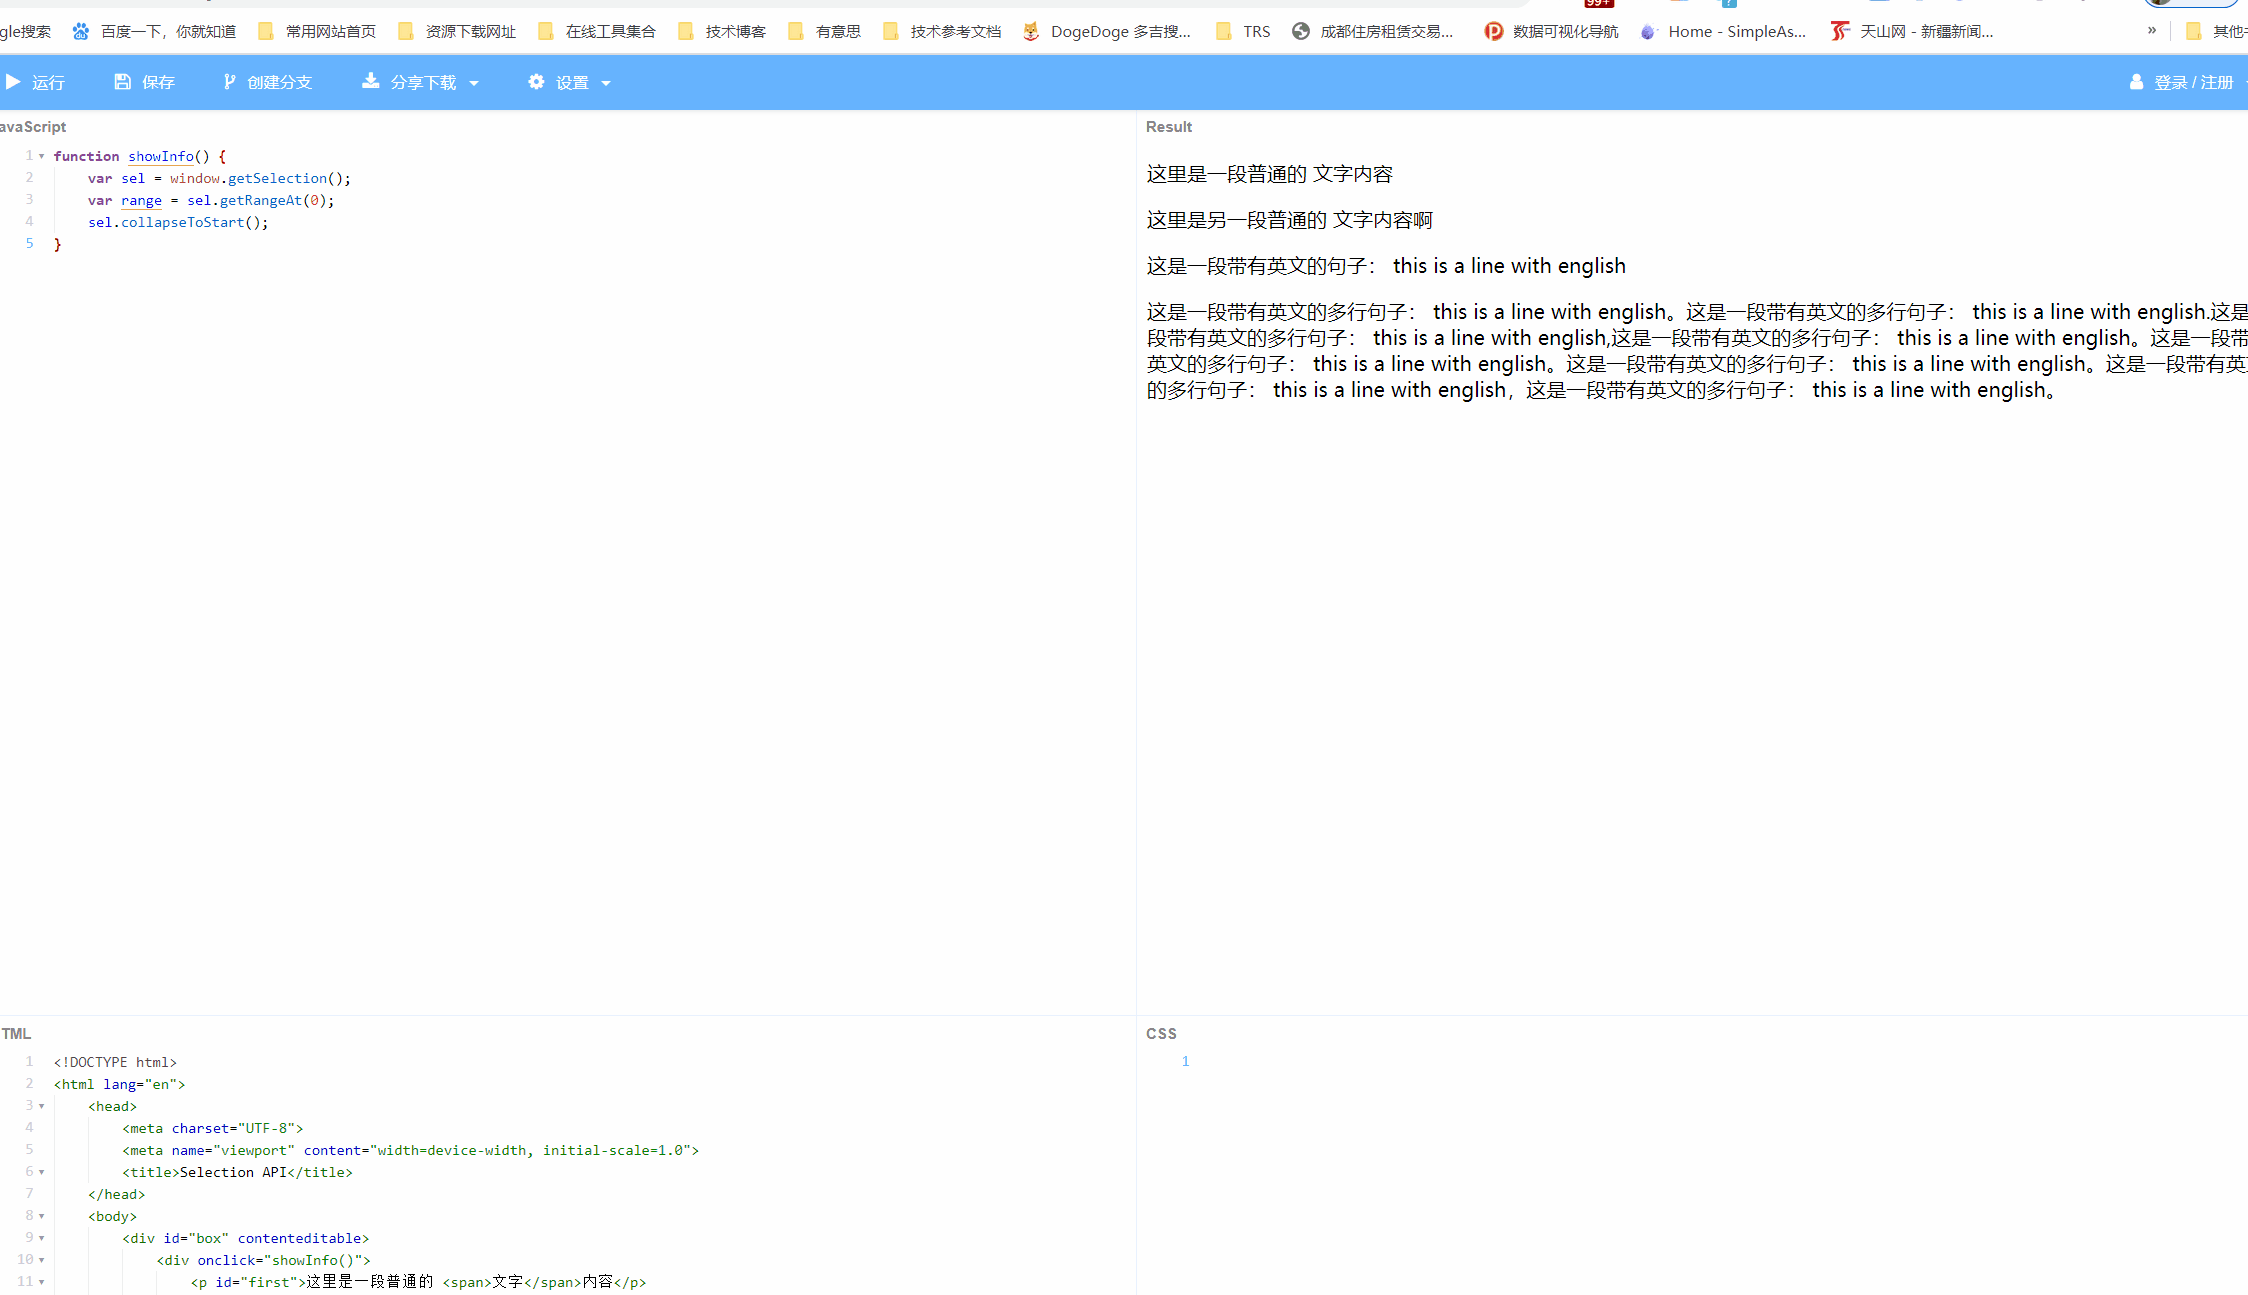 99+
gle搜索 百度一下，你就知道 常用网站首页 资源下载网址 在线工具集合 技术博客 有意思 技术参考文档 DogeDoge 多吉搜... TRS 成都住房租赁交易... 数据可视化导航 Home - SimpleAs... 天山网 - 新疆新闻... » 其他
运行 保存 创建分支 分享下载 设置 登录 / 注册
avaScript
1 function showInfo() {
2 var sel = window.getSelection();
3 var range = sel.getRangeAt(0);
4 sel.collapseToStart();
5 }
Result
这里是一段普通的 文字内容
这里是另一段普通的 文字内容啊
这是一段带有英文的句子： this is a line with english
这是一段带有英文的多行句子： this is a line with english。这是一段带有英文的多行句子： this is a line with english.这是
段带有英文的多行句子： this is a line with english,这是一段带有英文的多行句子： this is a line with english。这是一段带
英文的多行句子： this is a line with english。这是一段带有英文的多行句子： this is a line with english。这是一段带有英
的多行句子： this is a line with english，这是一段带有英文的多行句子： this is a line with english。
TML
1 <!DOCTYPE html>
2 <html lang="en">
3 <head>
4 <meta charset="UTF-8">
5 <meta name="viewport" content="width=device-width, initial-scale=1.0">
6 <title>Selection API</title>
7 </head>
8 <body>
9 <div id="box" contenteditable>
10 <div onclick="showInfo()">
11 <p id="first">这里是一段普通的 <span>文字</span>内容</p>
CSS
1